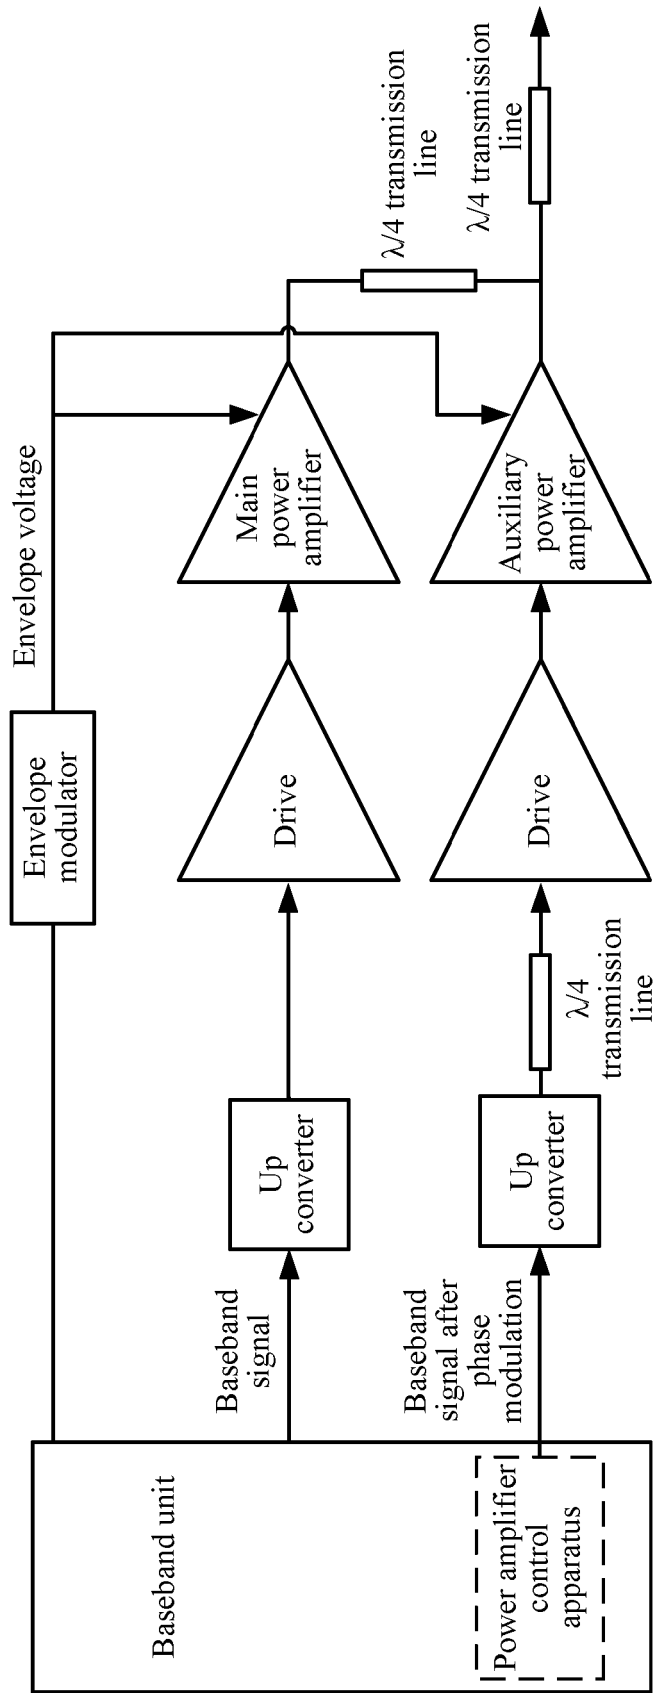 Baseband unit
Power amplifier
control
apparatus
Envelope
modulator
Envelope voltage
Baseband
signal
Up
converter
Drive
Main
power
amplifier
λ/4 transmission
line
Baseband
signal after
phase
modulation
Up
converter
λ/4
transmission
line
Drive
Auxiliary
power
amplifier
λ/4 transmission
line